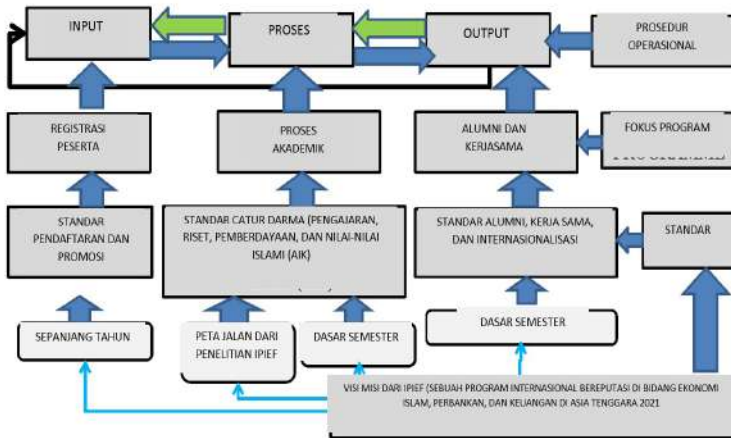 INPUT
PROSES
OUTPUT
PROSEDUR
OPERASIONAL
REGISTRASI
PESERTA
PROSES
AKADEMIK
ALUMNI DAN
KERJASAMA
FOKUS PROGRAM
STANDAR
PENDAFTARAN DAN
PROMOSI
STANDAR CATUR DARMA (PENGAJARAN,
RISET, PEMBERDAYAAN, DAN NILAI-NILAI
ISLAMI (AIK)
STANDAR ALUMNI, KERJA SAMA,
DAN INTERNASIONALISASI
STANDAR
SEPANJANG TAHUN
PETA JALAN DARI
PENELITIAN IPIEF
DASAR SEMESTER
DASAR SEMESTER
VISI MISI DARI IPIEF (SEBUAH PROGRAM INTERNASIONAL BEREPUTASI DI BIDANG EKONOMI
ISLAM, PERBANKAN, DAN KEUANGAN DI ASIA TENGGARA 2021